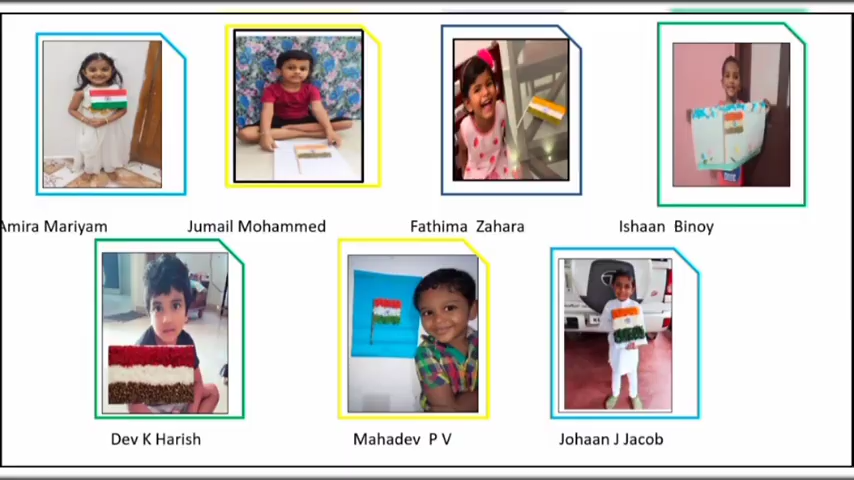 Amira Mariyam
Jumail Mohammed
Fathima Zahara
Ishaan Binoy
Dev K Harish
Mahadev P V
Johaan J Jacob